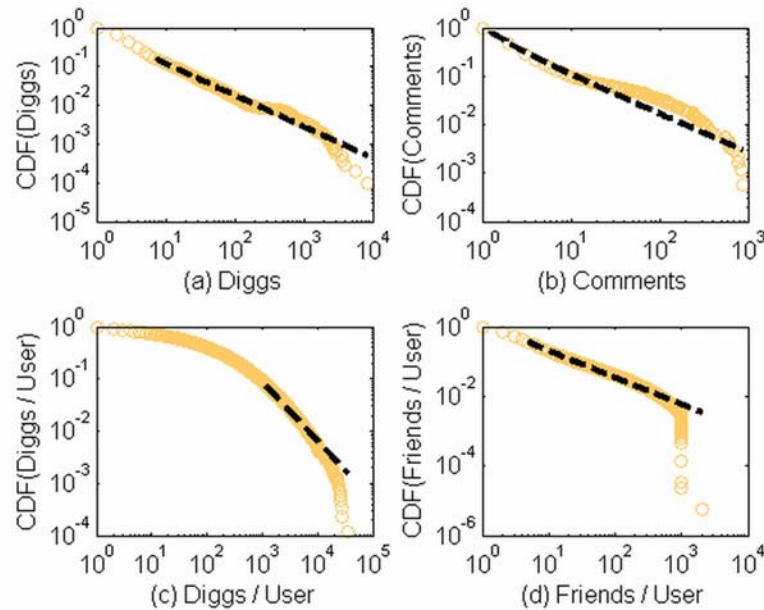 10^0
10^-1
10^-2
10^-3
10^-4
10^-5
CDF(Diggs)
10^0 10^1 10^2 10^3 10^4
(a) Diggs
10^0
10^-1
10^-2
10^-3
10^-4
CDF(Comments)
10^0 10^1 10^2 10^3
(b) Comments
10^0
10^-1
10^-2
10^-3
10^-4
CDF(Diggs / User)
10^0 10^1 10^2 10^3 10^4 10^5
(c) Diggs / User
10^0
10^-2
10^-4
10^-6
CDF(Friends / User)
10^0 10^1 10^2 10^3 10^4
(d) Friends / User